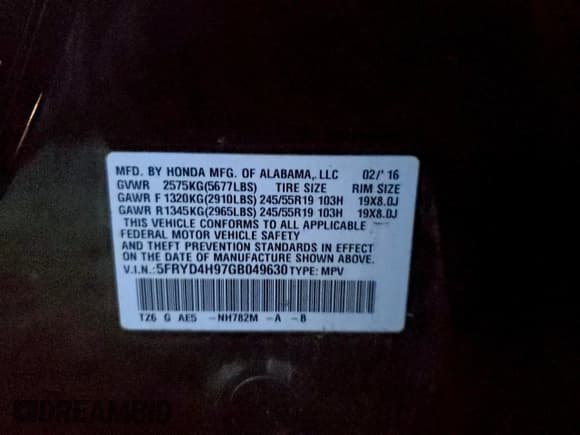 MFD. BY HONDA MFG. OF ALABAMA, LLC 02/'16
GVWR 2575KG(5677LBS) TIRE SIZE RIM SIZE
GAWR F 1320KG(2910LBS) 245/55R19 103H 19X8.0J
GAWR R1345KG(2965LBS) 245/55R19 103H 19X8.0J
THIS VEHICLE CONFORMS TO ALL APPLICABLE
FEDERAL MOTOR VEHICLE SAFETY
AND THEFT PREVENTION STANDARDS IN EFFECT
ON THE DATE OF MANUFACTURE SHOWN ABOVE.
V.I.N.:5FRYD4H97GB049630 TYPE: MPV
TZ6 G AE5 -NH782M -A -B
DREAMBID